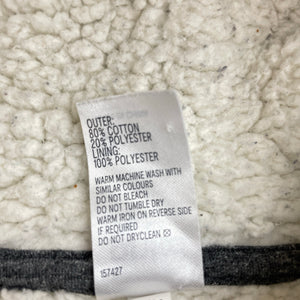 OUTER:
80% COTTON
20% POLYESTER
LINING:
100% POLYESTER
WARM MACHINE WASH WITH
SIMILAR COLOURS
DO NOT BLEACH
DO NOT TUMBLE DRY
WARM IRON ON REVERSE SIDE
IF REQUIRED
DO NOT DRYCLEAN
157427